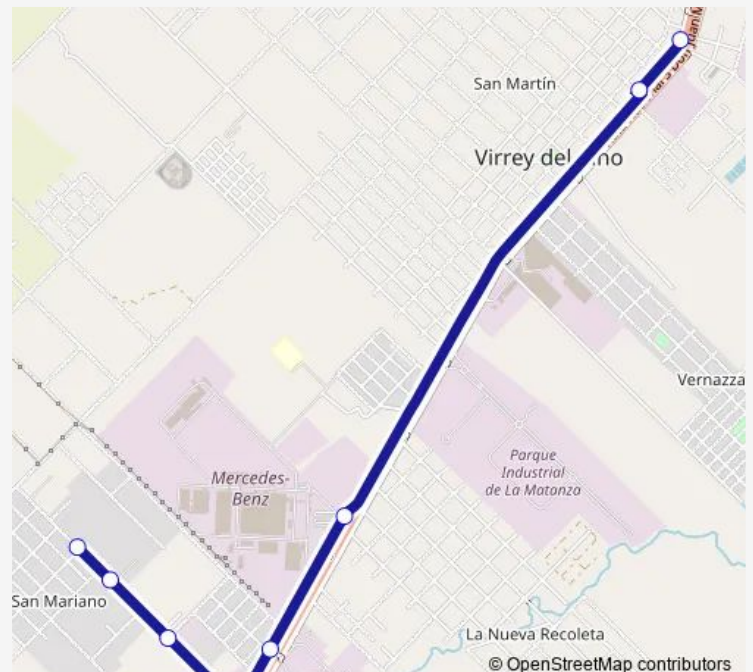 San Martín
Virrey del Pino
Vernazza
Parque
Industrial
de La Matanza
Mercedes-
Benz
San Mariano
La Nueva Recoleta
© OpenStreetMap contributors